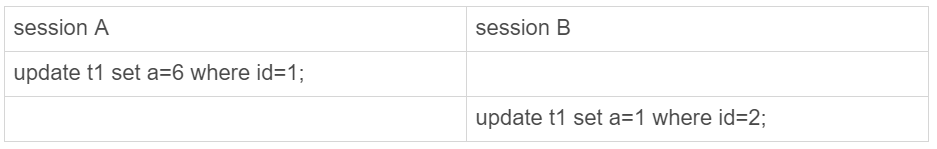 session A
session B
update t1 set a=6 where id=1;
update t1 set a=1 where id=2;